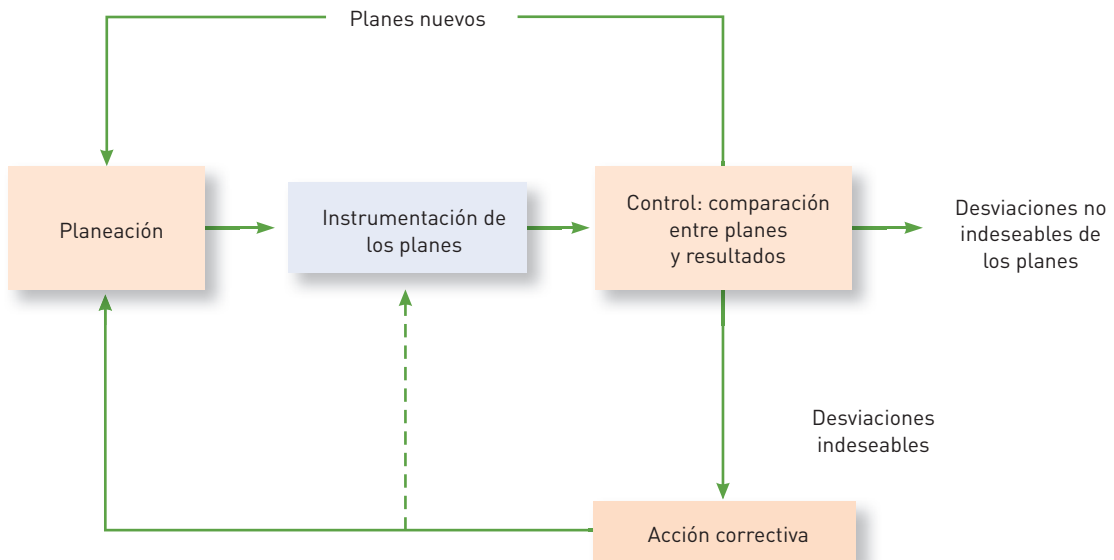 Planes nuevos
Planeación
Instrumentación de
los planes
Control: comparación
entre planes
y resultados
Desviaciones no
indeseables de
los planes
Desviaciones
indeseables
Acción correctiva